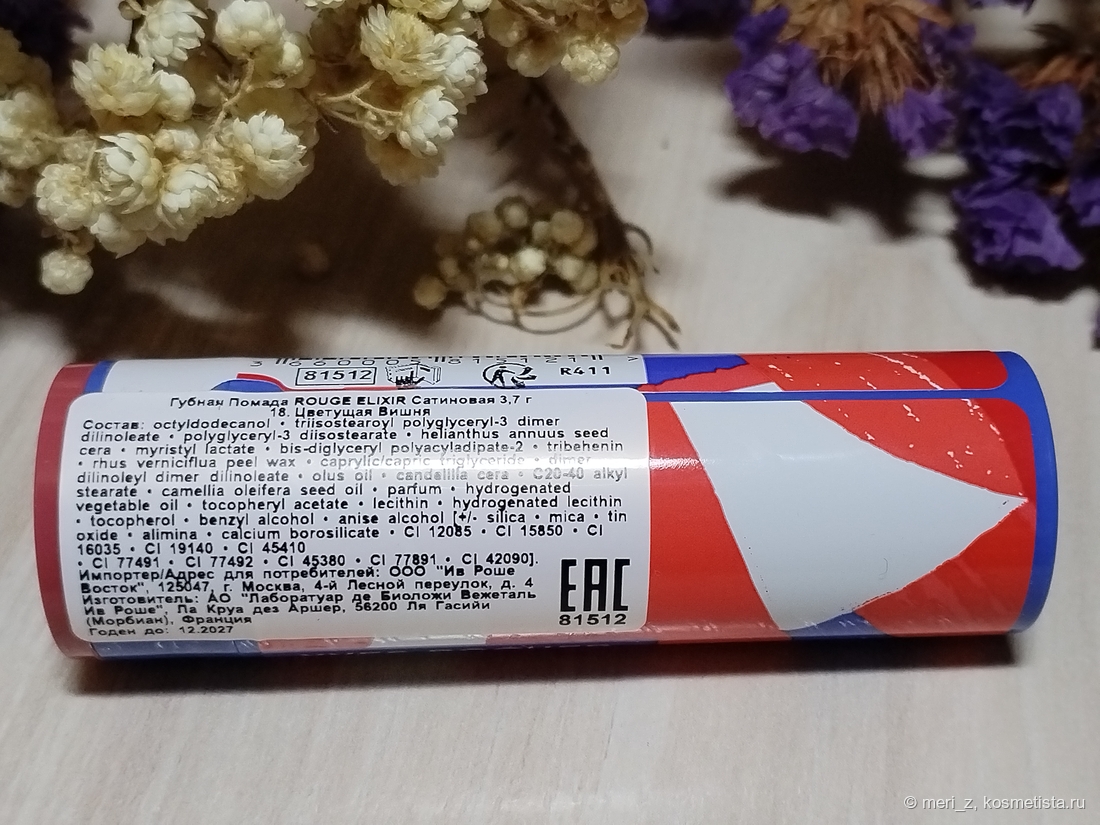 81512
R411
Губная Помада ROUGE ELIXIR Сатиновая 3,7 г
18. Цветущая Вишня
Состав: octyldodecanol • triisostearoyl polyglyceryl-3 dimer
dilinoleate • polyglyceryl-3 diisostearate • helianthus annuus seed
cera • myristyl lactate • bis-diglyceryl polyacyladipate-2 • tribehenin
• rhus verniciflua peel wax • caprylic/capric triglyceride • dimer
dilinoleyl dimer dilinoleate • olus oil • candelilla cera • C20-40 alkyl
stearate • camellia oleifera seed oil • parfum • hydrogenated
vegetable oil • tocopheryl acetate • lecithin • hydrogenated lecithin
• tocopherol • benzyl alcohol • anise alcohol [+/- silica • mica • tin
oxide • alimina • calcium borosilicate • CI 12085 • CI 15850 • CI
16035 • CI 19140 • CI 45410
• CI 77491 • CI 77492 • CI 45380 • CI 77891 • CI 42090].
Импортер/Адрес для потребителей: ООО "Ив Роше
Восток", 125047, г. Москва, 4-й Лесной переулок, д. 4
Изготовитель: АО "Лаборатуар де Биоложи Вежеталь
Ив Роше", Ла Круа дез Аршер, 56200 Ля Гасийи
(Морбиан), Франция
Годен до: 12.2027
EAC
81512
© meri_z, kosmetista.ru